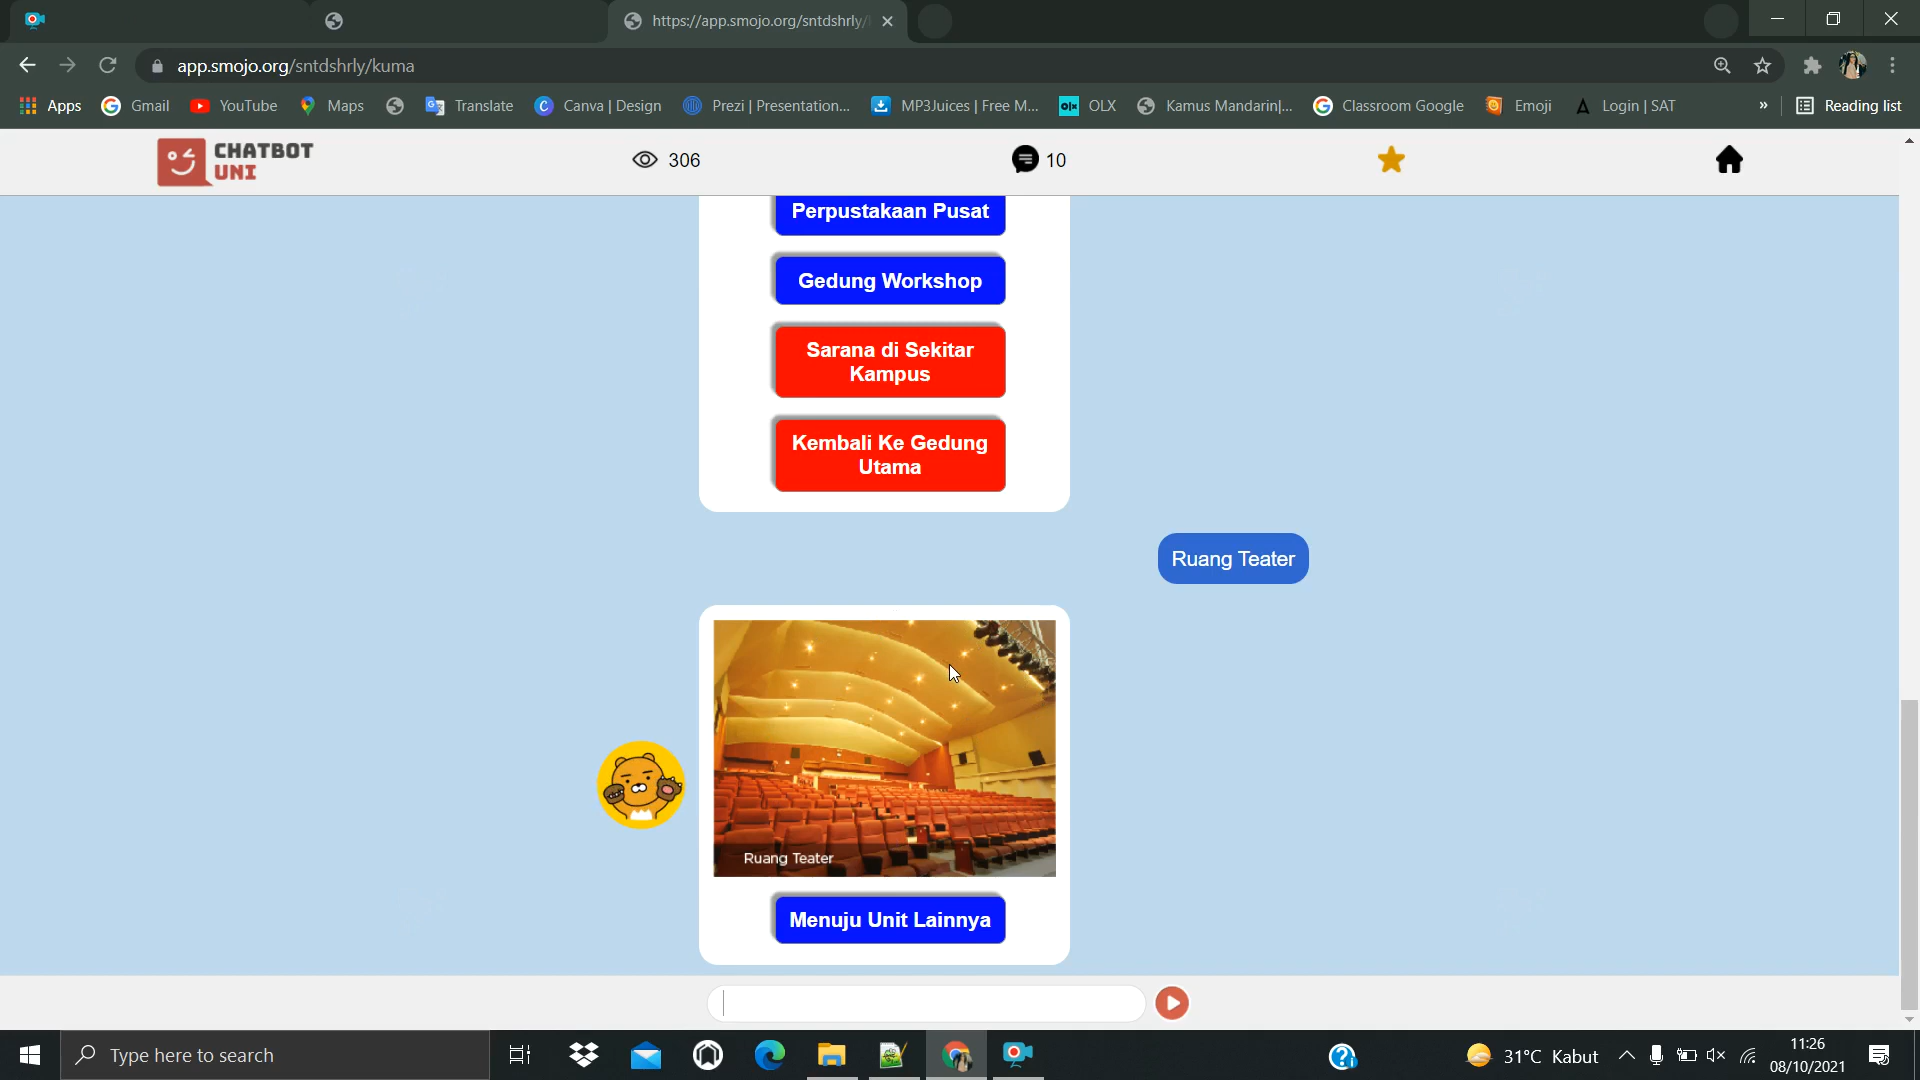 https://app.smojo.org/sntdshrly/
app.smojo.org/sntdshrly/kuma
Apps
Gmail
YouTube
Maps
Translate
Canva | Design
Prezi | Presentation...
MP3Juices | Free M...
OLX
Kamus Mandarin|...
Classroom Google
Emoji
Login | SAT
»
Reading list
CHATBOT
UNI
306
10
Perpustakaan Pusat
Gedung Workshop
Sarana di Sekitar
Kampus
Kembali Ke Gedung
Utama
Ruang Teater
Ruang Teater
Menuju Unit Lainnya
Type here to search
31°C Kabut
11:26
08/10/2021